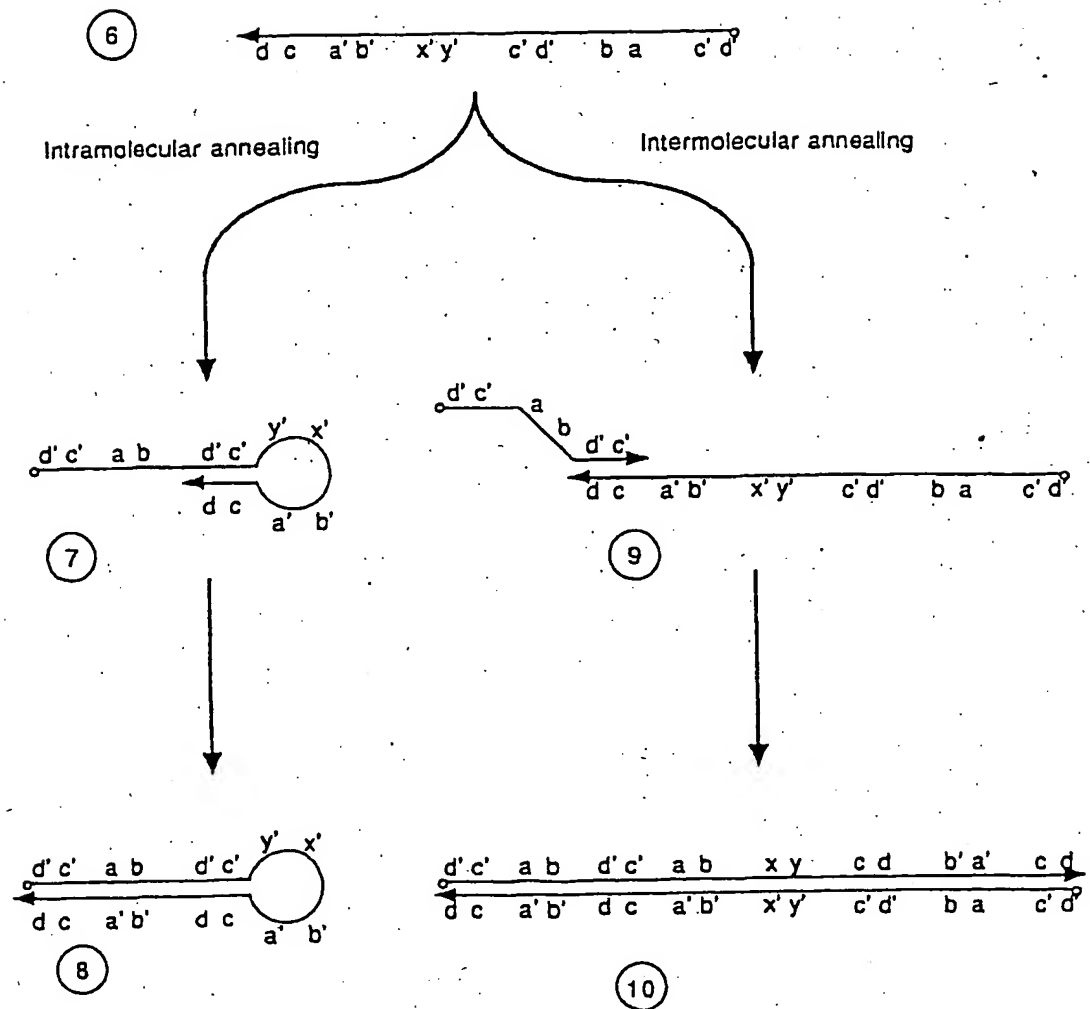 6
d c a' b' x' y' c' d' b a c' d'
Intramolecular annealing
Intermolecular annealing
d' c' a b d' c' y' x'
d c a' b'
7
d' c' a b d' c'
d c a' b' x' y' c' d' b a c' d'
9
d' c' a b d' c' y' x'
d c a' b' d c a' b'
8
d' c' a b d' c' a b x y c d b' a' c d
d c a' b' d c a' b' x' y' c' d' b a c' d'
10